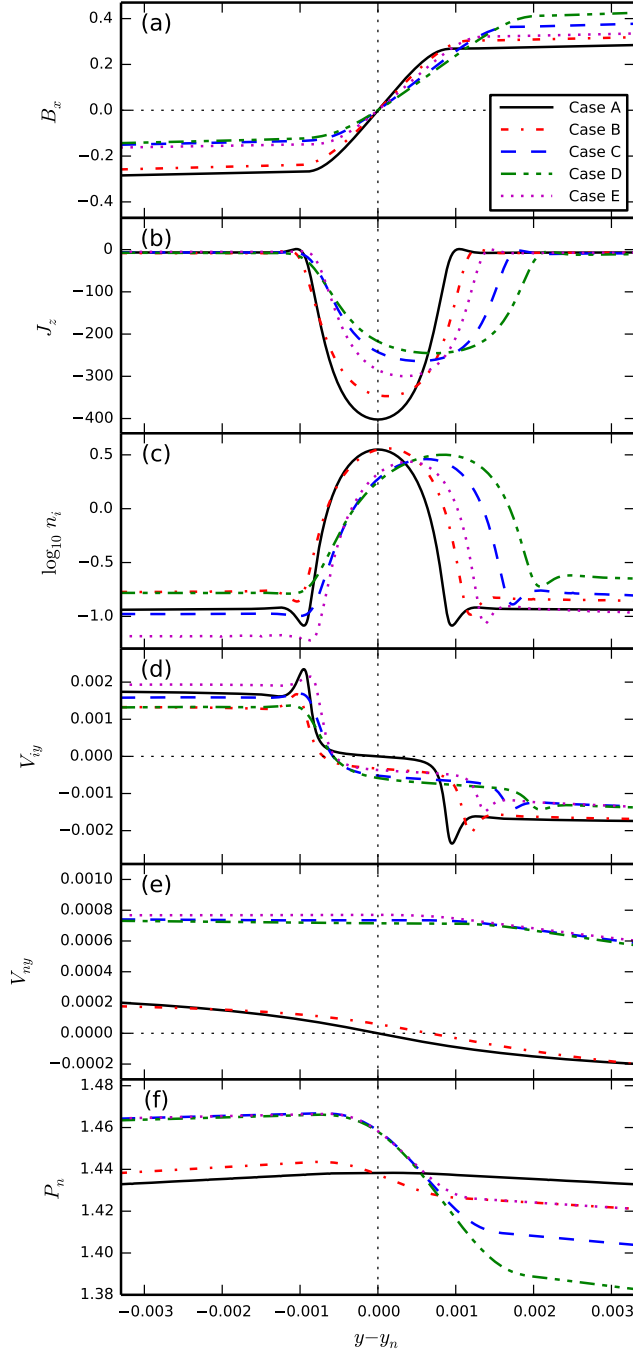 (a)
0.4
0.2
0.0
−0.2
−0.4
B_x
Case A
Case B
Case C
Case D
Case E
(b)
0
−100
−200
−300
−400
J_z
(c)
0.5
0.0
−0.5
−1.0
log₁₀ n_i
(d)
0.002
0.001
0.000
−0.001
−0.002
V_iy
(e)
0.0010
0.0008
0.0006
0.0004
0.0002
0.0000
−0.0002
V_ny
(f)
1.48
1.46
1.44
1.42
1.40
1.38
P_n
−0.003 −0.002 −0.001 0.000 0.001 0.002 0.003
y−y_n